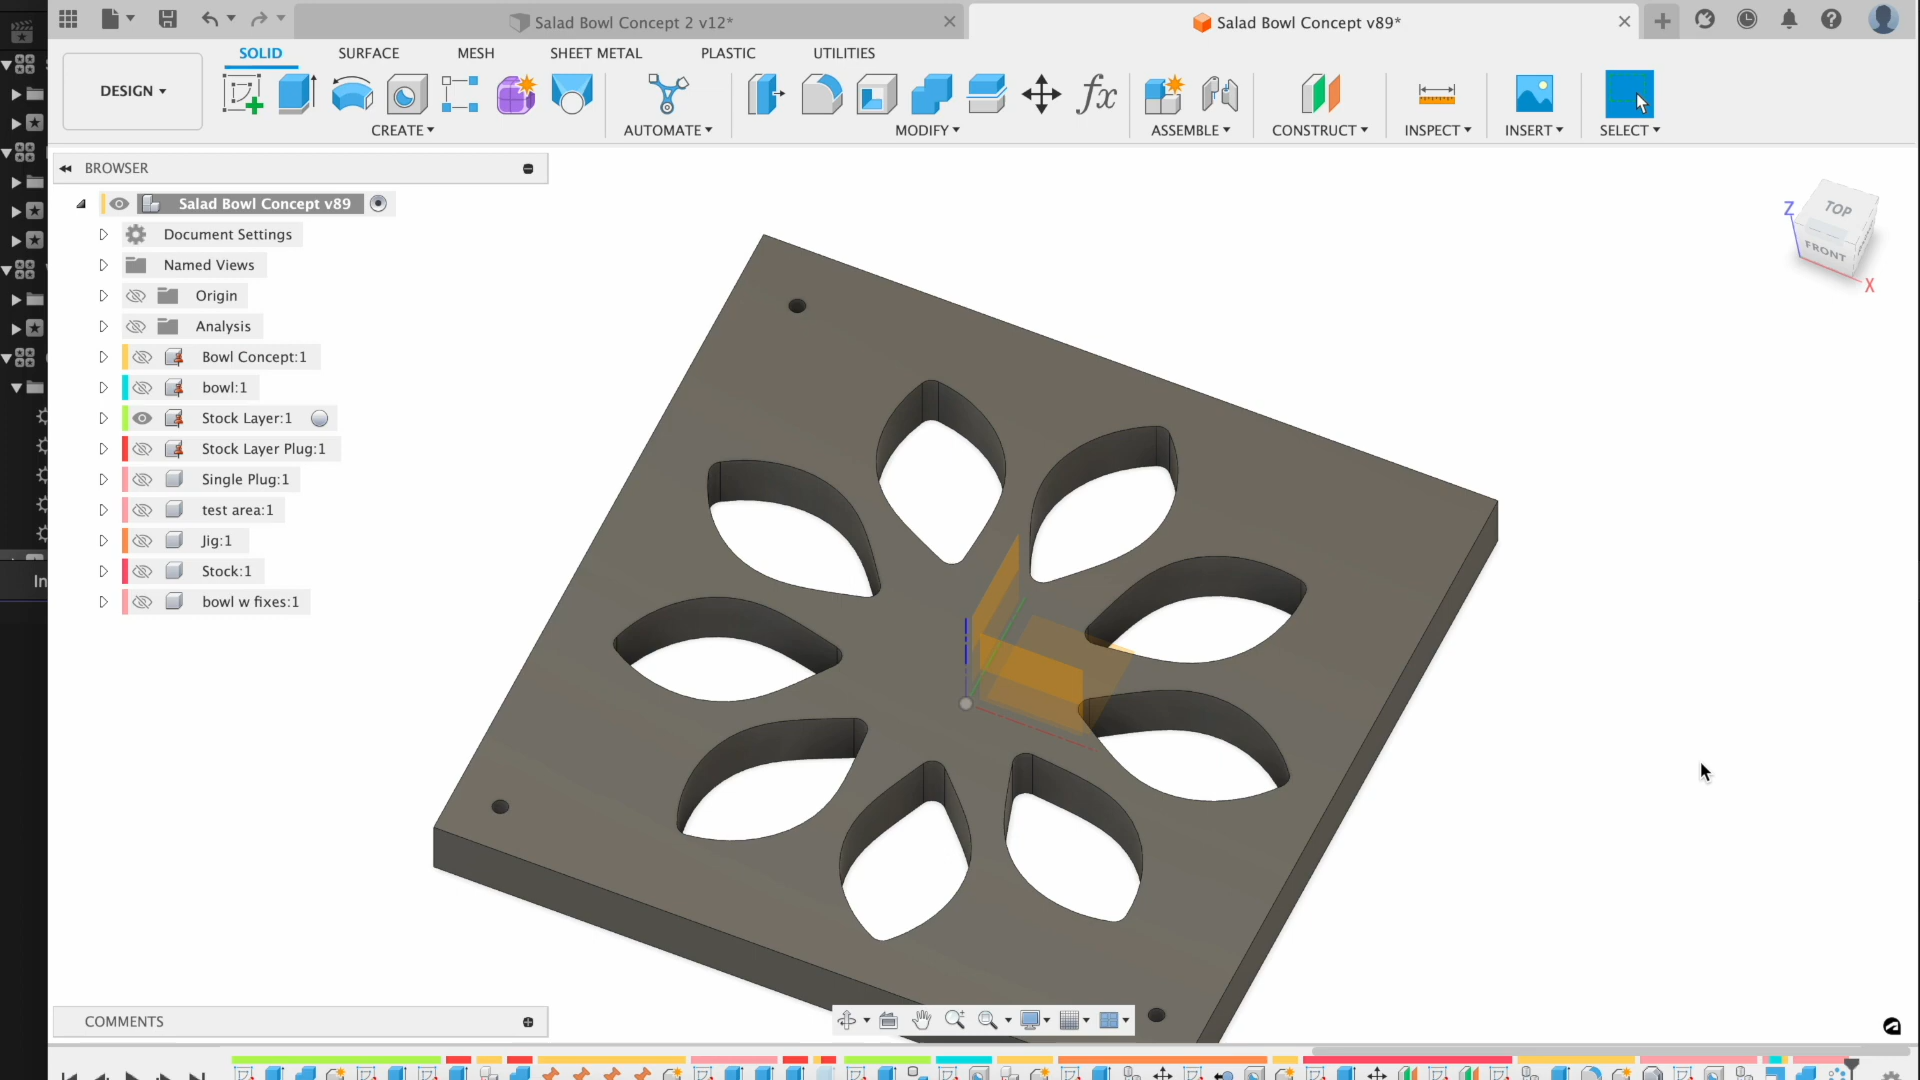 Salad Bowl Concept 2 v12*
Salad Bowl Concept v89*
DESIGN
SOLID
SURFACE
MESH
SHEET METAL
PLASTIC
UTILITIES
CREATE
AUTOMATE
fx
MODIFY
ASSEMBLE
CONSTRUCT
INSPECT
INSERT
SELECT
BROWSER
Salad Bowl Concept v89
Document Settings
Named Views
Origin
Analysis
Bowl Concept:1
bowl:1
Stock Layer:1
Stock Layer Plug:1
Single Plug:1
test area:1
Jig:1
Stock:1
bowl w fixes:1
In
TOP
FRONT
Z
X
COMMENTS